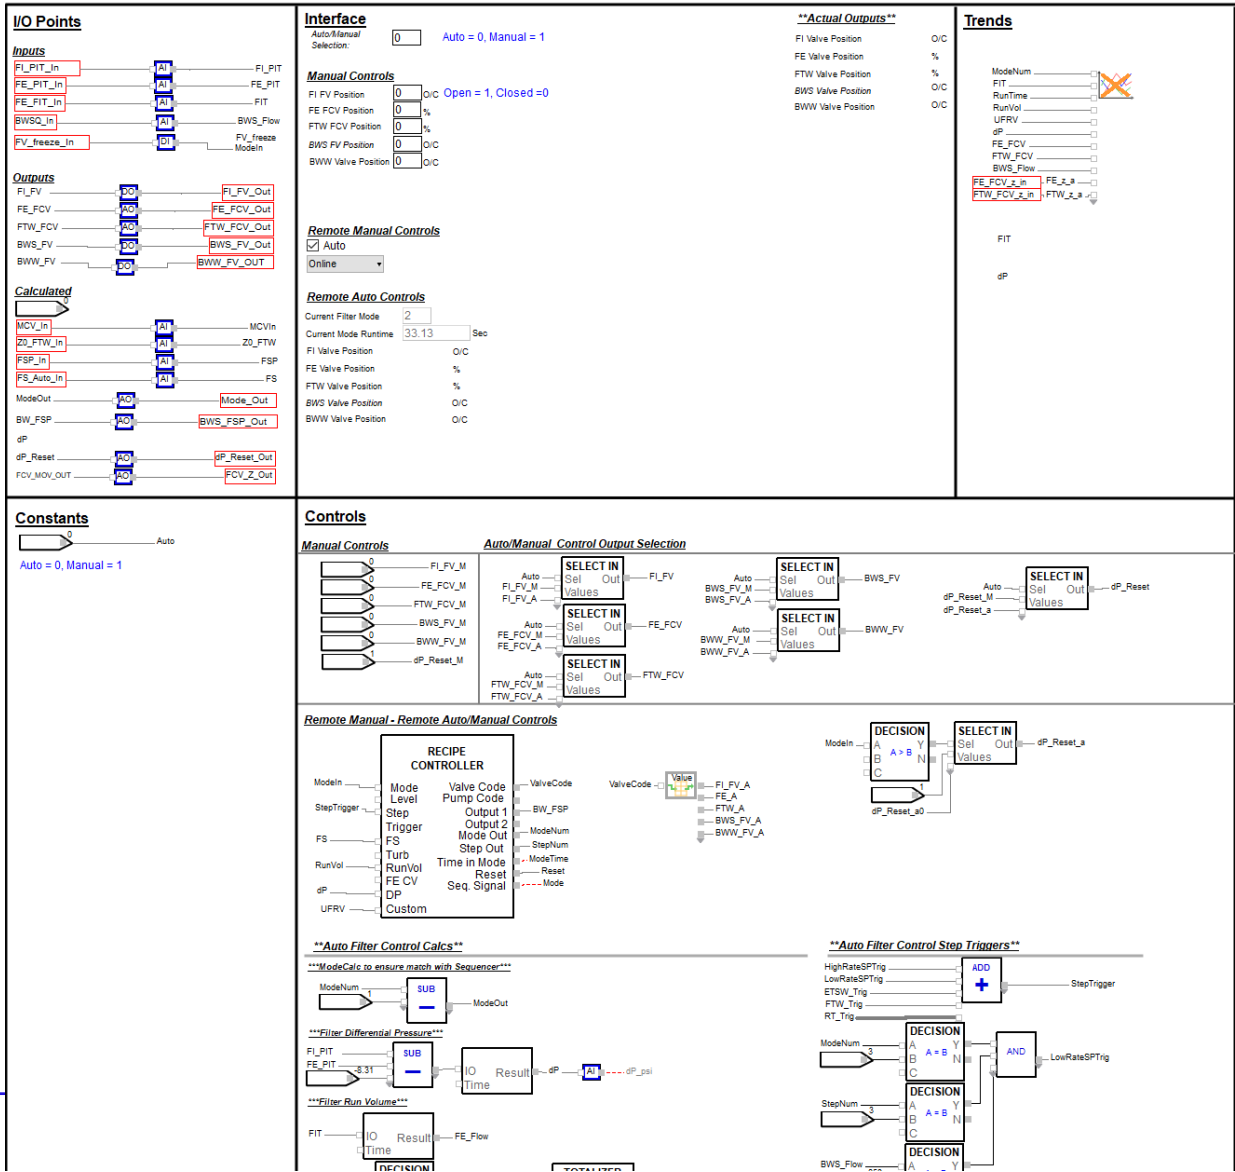 I/O Points
Inputs
FI_PIT_In AI FI_PIT
FE_PIT_In AI FE_PIT
FE_FIT_In AI FIT
BWSQ_In AI BWS_Flow
FV_freeze_In DI FV_freeze
ModeIn
Outputs
FI_FV DO FI_FV_Out
FE_FCV AO FE_FCV_Out
FTW_FCV AO FTW_FCV_Out
BWS_FV DO BWS_FV_Out
BWW_FV DO BWW_FV_OUT
Calculated
0
MCV_In AI MCVIn
Z0_FTW_In AI Z0_FTW
FSP_In AI FSP
FS_Auto_In AI FS
ModeOut AO Mode_Out
BW_FSP AO BWS_FSP_Out
dP
dP_Reset AO dP_Reset_Out
FCV_MOV_OUT AO FCV_Z_Out
Interface
Auto/Manual
Selection:
0 Auto = 0, Manual = 1
Manual Controls
FI FV Position 0 O/C Open = 1, Closed =0
FE FCV Position 0 %
FTW FCV Position 0 %
BWS FV Position 0 O/C
BWW Valve Position 0 O/C
Remote Manual Controls
Auto
Online
Remote Auto Controls
Current Filter Mode 2
Current Mode Runtime 33.13 Sec
FI Valve Position O/C
FE Valve Position %
FTW Valve Position %
BWS Valve Position O/C
BWW Valve Position O/C
**Actual Outputs**
FI Valve Position O/C
FE Valve Position %
FTW Valve Position %
BWS Valve Position O/C
BWW Valve Position O/C
Trends
ModeNum
FIT
RunTime
RunVol
UFRV
dP
FE_FCV
FTW_FCV
BWS_Flow
FE_FCV_z_in FE_z_a
FTW_FCV_z_in FTW_z_a
FIT
dP
Constants
0
Auto
Auto = 0, Manual = 1
Controls
Manual Controls
0 FI_FV_M
0 FE_FCV_M
0 FTW_FCV_M
0 BWS_FV_M
0 BWW_FV_M
1 dP_Reset_M
Auto/Manual Control Output Selection
SELECT IN
Auto Sel Out FI_FV
FI_FV_M Values
FI_FV_A
SELECT IN
Auto Sel Out FE_FCV
FE_FCV_M Values
FE_FCV_A
SELECT IN
Auto Sel Out FTW_FCV
FTW_FCV_M Values
FTW_FCV_A
SELECT IN
Auto Sel Out BWS_FV
BWS_FV_M Values
BWS_FV_A
SELECT IN
Auto Sel Out BWW_FV
BWW_FV_M Values
BWW_FV_A
SELECT IN
Auto Sel Out dP_Reset
dP_Reset_M Values
dP_Reset_a
Remote Manual - Remote Auto/Manual Controls
RECIPE
CONTROLLER
ModeIn Mode Valve Code ValveCode
Level Pump Code
StepTrigger Step Output 1 BW_FSP
Trigger Output 2
FS FS Mode Out ModeNum
Turb Step Out StepNum
RunVol RunVol Time in Mode ModeTime
FE CV Reset Reset
dP DP Seq. Signal Mode
UFRV Custom
ValveCode Value FI_FV_A
FE_A
FTW_A
BWS_FV_A
BWW_FV_A
DECISION
ModeIn A Y
A > B
B N
C
1
dP_Reset_a0
SELECT IN
Sel Out dP_Reset_a
Values
**Auto Filter Control Calcs**
***ModeCalc to ensure match with Sequencer***
ModeNum SUB
1 ModeOut
***Filter Differential Pressure***
FI_PIT SUB
FE_PIT
-8.31
IO Result dP AI dP_psi
Time
***Filter Run Volume***
FIT IO Result FE_Flow
Time
DECISION
TOTALIZER
**Auto Filter Control Step Triggers**
HighRateSPTrig ADD
LowRateSPTrig
+ StepTrigger
ETSW_Trig
FTW_Trig
RT_Trig
DECISION
ModeNum A Y
A = B
3 B N
C
AND LowRateSPTrig
DECISION
StepNum A Y
A = B
3 B N
C
DECISION
BWS_Flow A Y